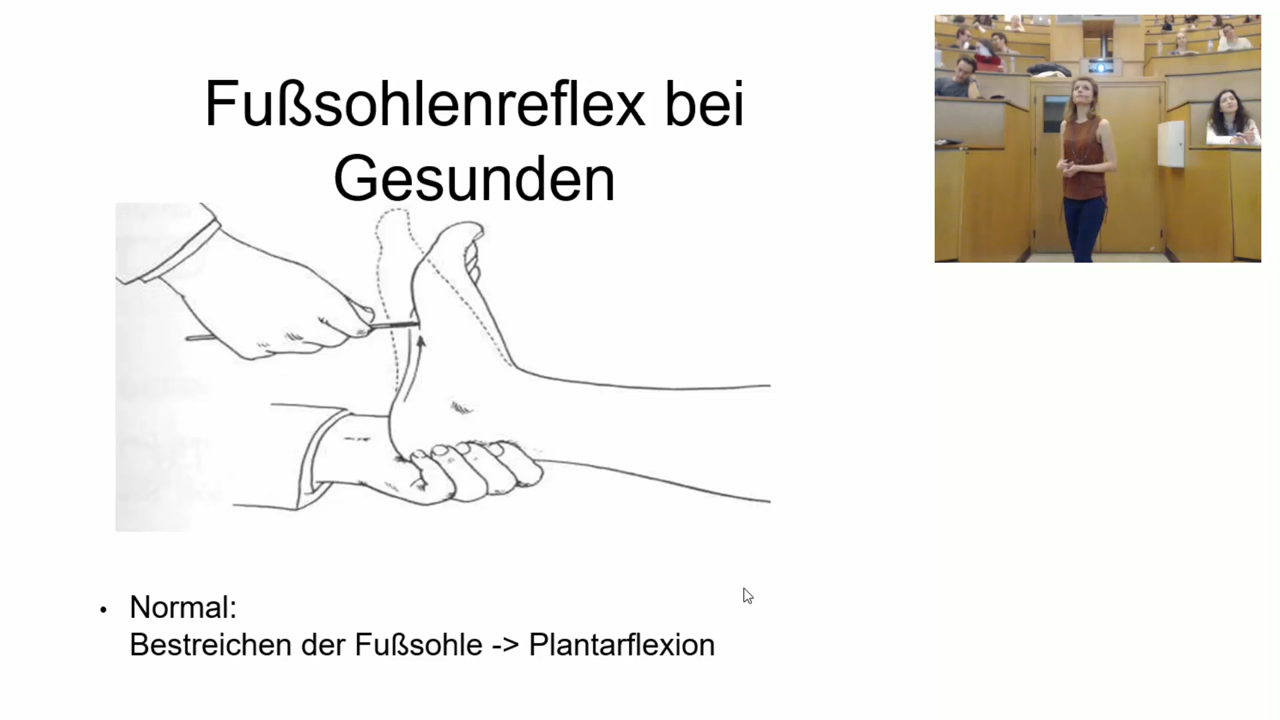 Fußsohlenreflex bei
Gesunden
• Normal:
Bestreichen der Fußsohle -> Plantarflexion